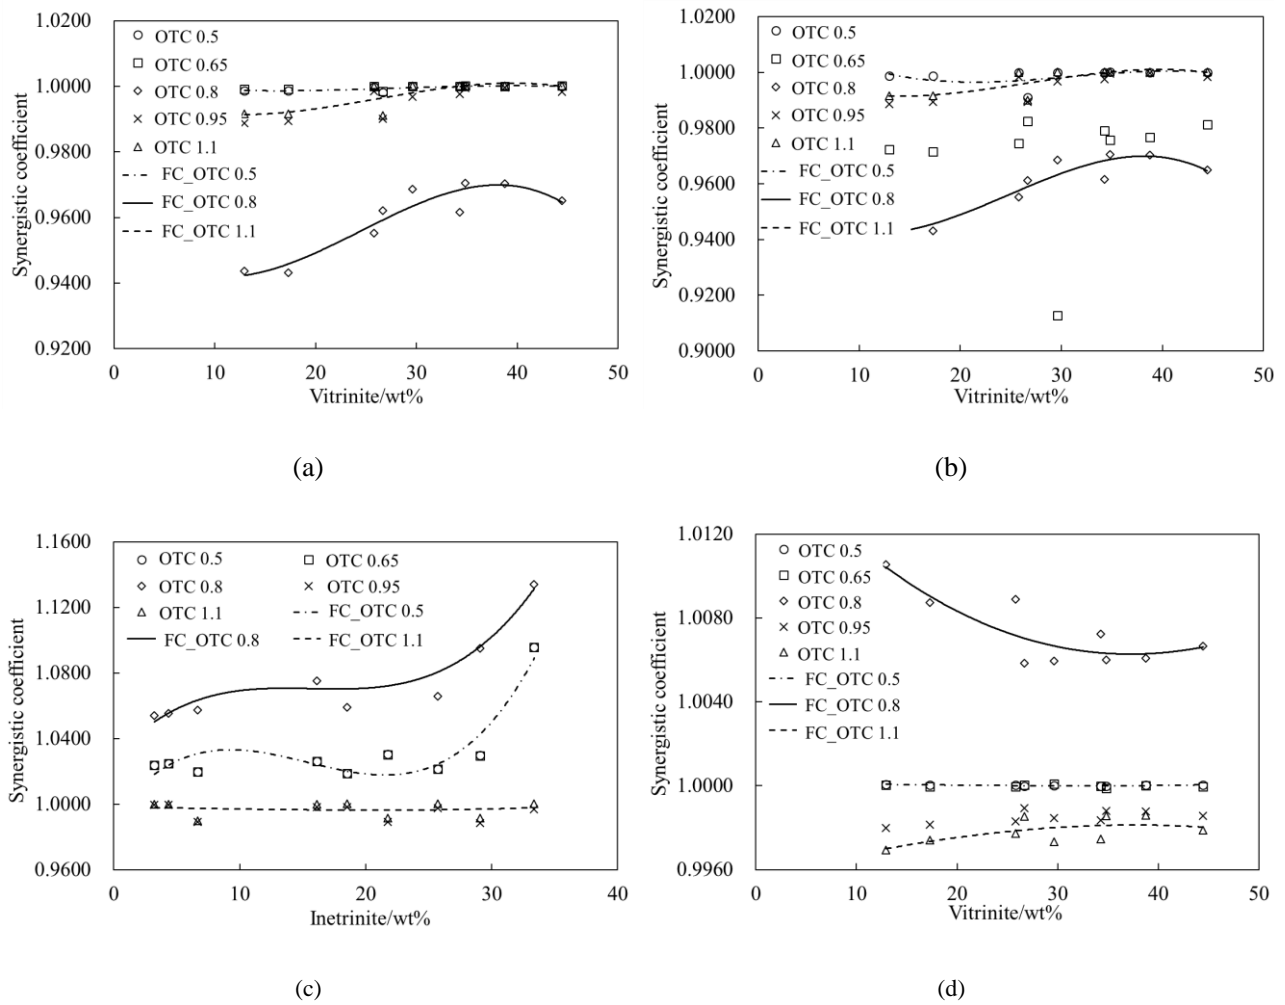 1.0200
1.0000
0.9800
0.9600
0.9400
0.9200
Synergistic coefficient
OTC 0.5
OTC 0.65
OTC 0.8
OTC 0.95
OTC 1.1
FC_OTC 0.5
FC_OTC 0.8
FC_OTC 1.1
0 10 20 30 40 50
Vitrinite/wt%
(a)
1.0200
1.0000
0.9800
0.9600
0.9400
0.9200
0.9000
Synergistic coefficient
OTC 0.5
OTC 0.65
OTC 0.8
OTC 0.95
OTC 1.1
FC_OTC 0.5
FC_OTC 0.8
FC_OTC 1.1
0 10 20 30 40 50
Vitrinite/wt%
(b)
1.1600
1.1200
1.0800
1.0400
1.0000
0.9600
Synergistic coefficient
OTC 0.5 OTC 0.65
OTC 0.8 OTC 0.95
OTC 1.1 FC_OTC 0.5
FC_OTC 0.8 FC_OTC 1.1
0 10 20 30 40
Inetrinite/wt%
(c)
1.0120
1.0080
1.0040
1.0000
0.9960
Synergistic coefficient
OTC 0.5
OTC 0.65
OTC 0.8
OTC 0.95
OTC 1.1
FC_OTC 0.5
FC_OTC 0.8
FC_OTC 1.1
0 10 20 30 40 50
Vitrinite/wt%
(d)